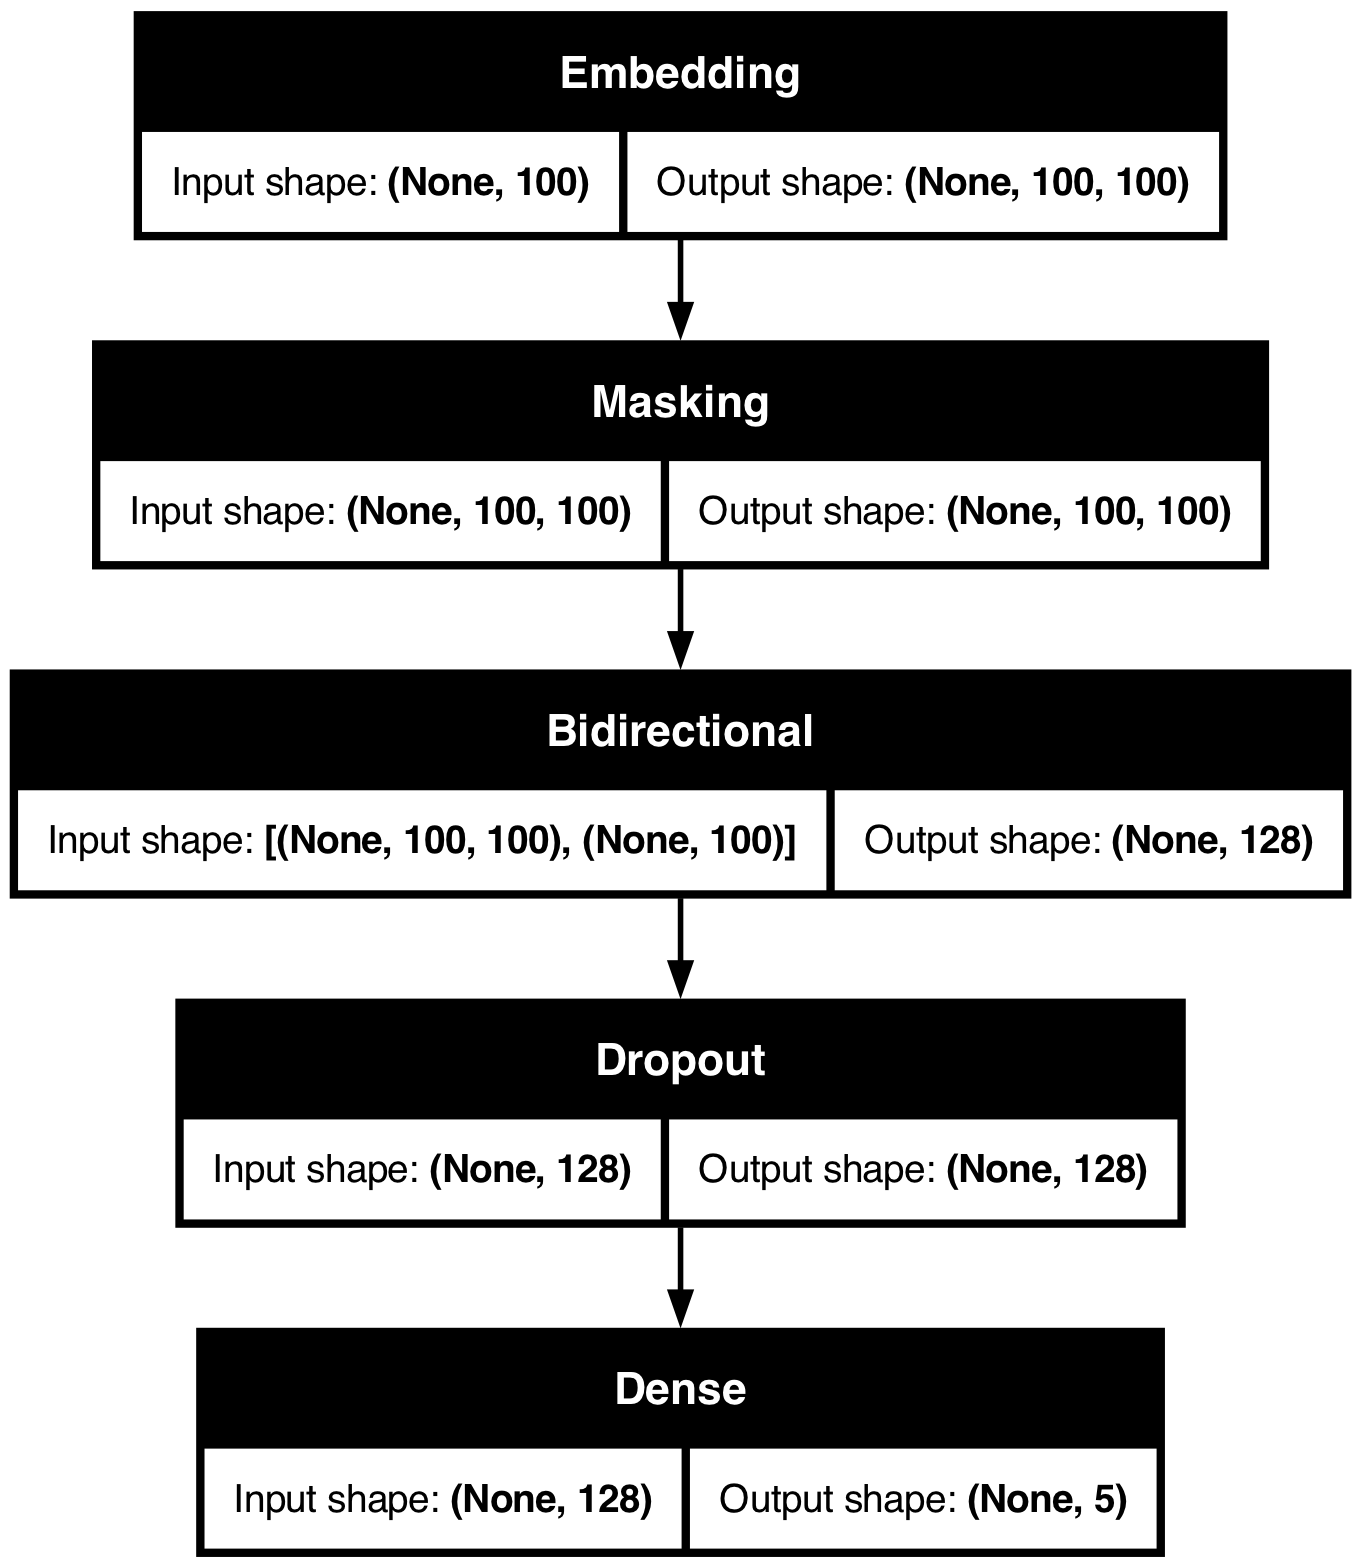 Embedding
Input shape: (None, 100) Output shape: (None, 100, 100)
Masking
Input shape: (None, 100, 100) Output shape: (None, 100, 100)
Bidirectional
Input shape: [(None, 100, 100), (None, 100)] Output shape: (None, 128)
Dropout
Input shape: (None, 128) Output shape: (None, 128)
Dense
Input shape: (None, 128) Output shape: (None, 5)